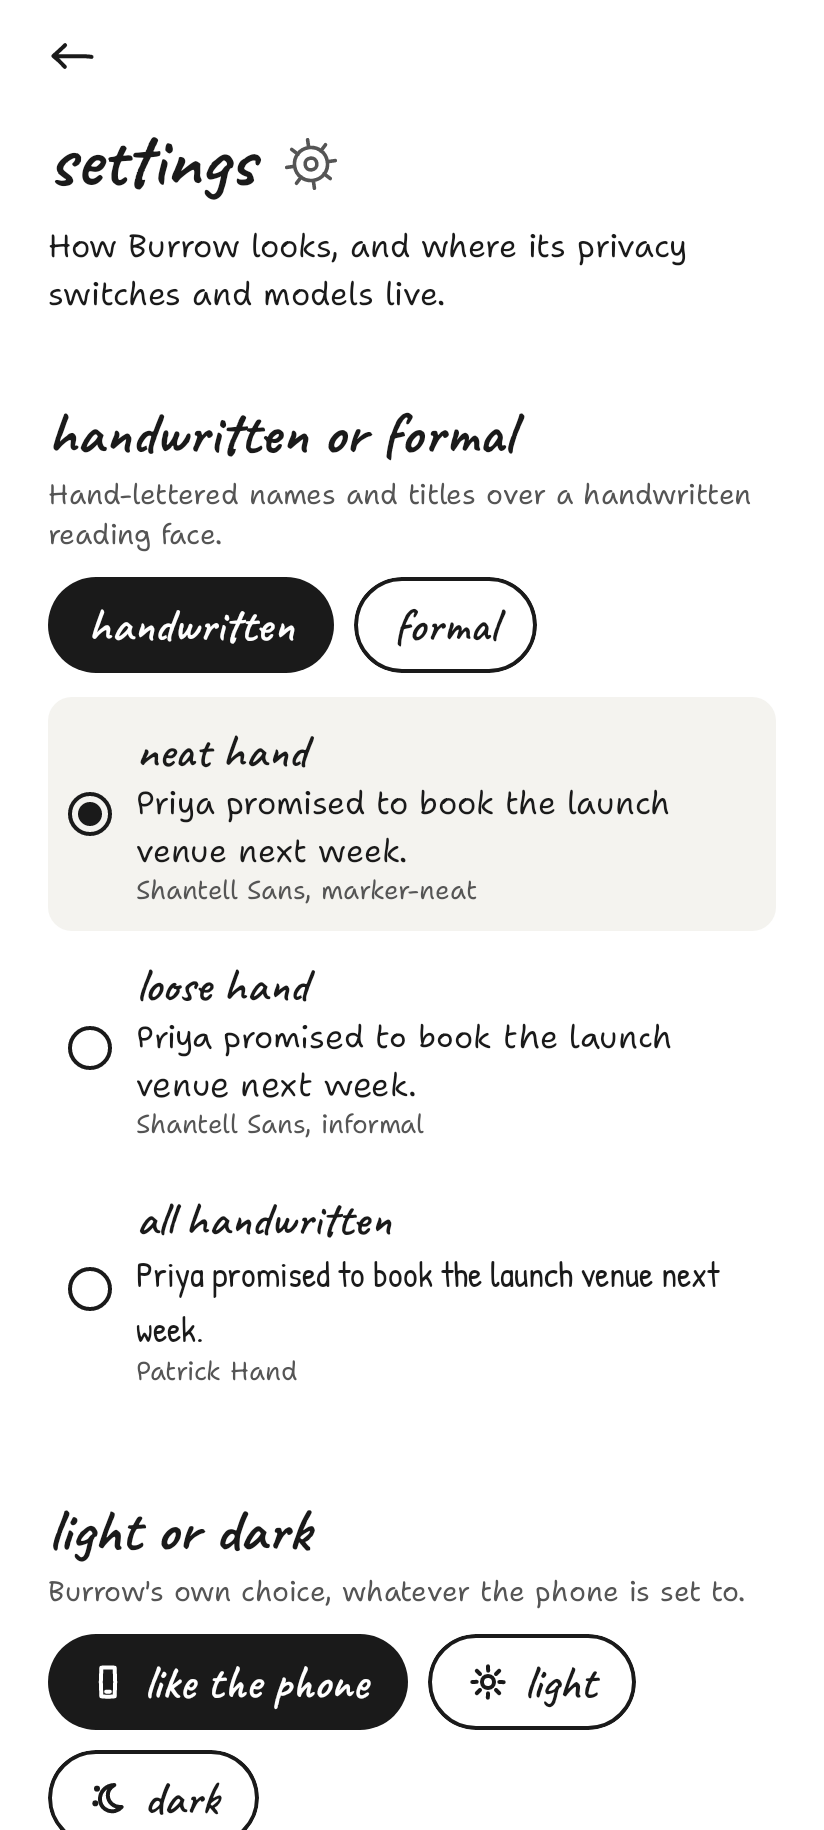 settings
How Burrow looks, and where its privacy
switches and models live.
handwritten or formal
Hand-lettered names and titles over a handwritten
reading face.
handwritten
formal
neat hand
Priya promised to book the launch
venue next week.
Shantell Sans, marker-neat
loose hand
Priya promised to book the launch
venue next week.
Shantell Sans, informal
all handwritten
Priya promised to book the launch venue next
week.
Patrick Hand
light or dark
Burrow's own choice, whatever the phone is set to.
like the phone
light
dark